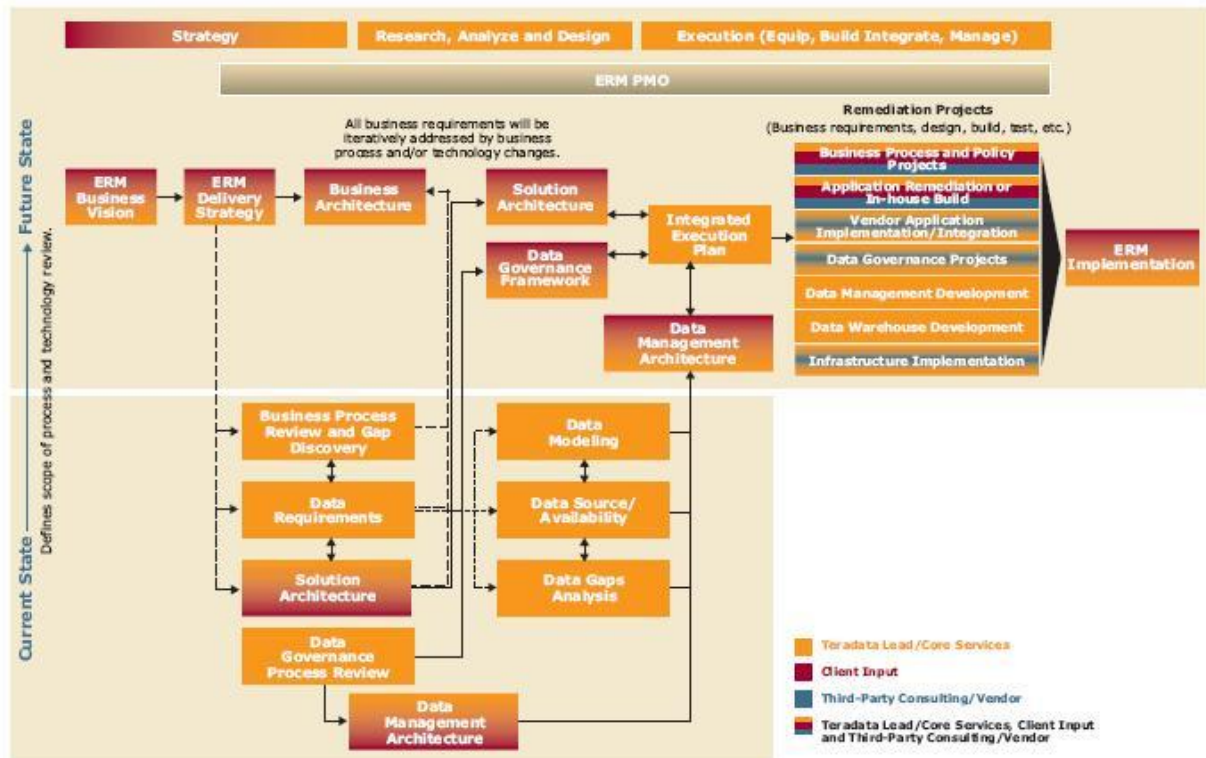 Strategy
Research, Analyze and Design
Execution (Equip, Build Integrate, Manage)
ERM PMO
All business requirements will be
iteratively addressed by business
process and/or technology changes.
Remediation Projects
(Business requirements, design, build, test, etc.)
Current State
Future State
Defines scope of process and technology review.
ERM
Business
Vision
ERM
Delivery
Strategy
Business
Architecture
Solution
Architecture
Data
Governance
Framework
Integrated
Execution
Plan
Data
Management
Architecture
Business Process and Policy
Projects
Application Remediation or
In-house Build
Vendor Application
Implementation/Integration
Data Governance Projects
Data Management Development
Data Warehouse Development
Infrastructure Implementation
ERM
Implementation
Business Process
Review and Gap
Discovery
Data
Requirements
Solution
Architecture
Data
Governance
Process Review
Data
Management
Architecture
Data
Modeling
Data Source/
Availability
Data Gaps
Analysis
Teradata Lead/Core Services
Client Input
Third-Party Consulting/Vendor
Teradata Lead/Core Services, Client Input
and Third-Party Consulting/Vendor